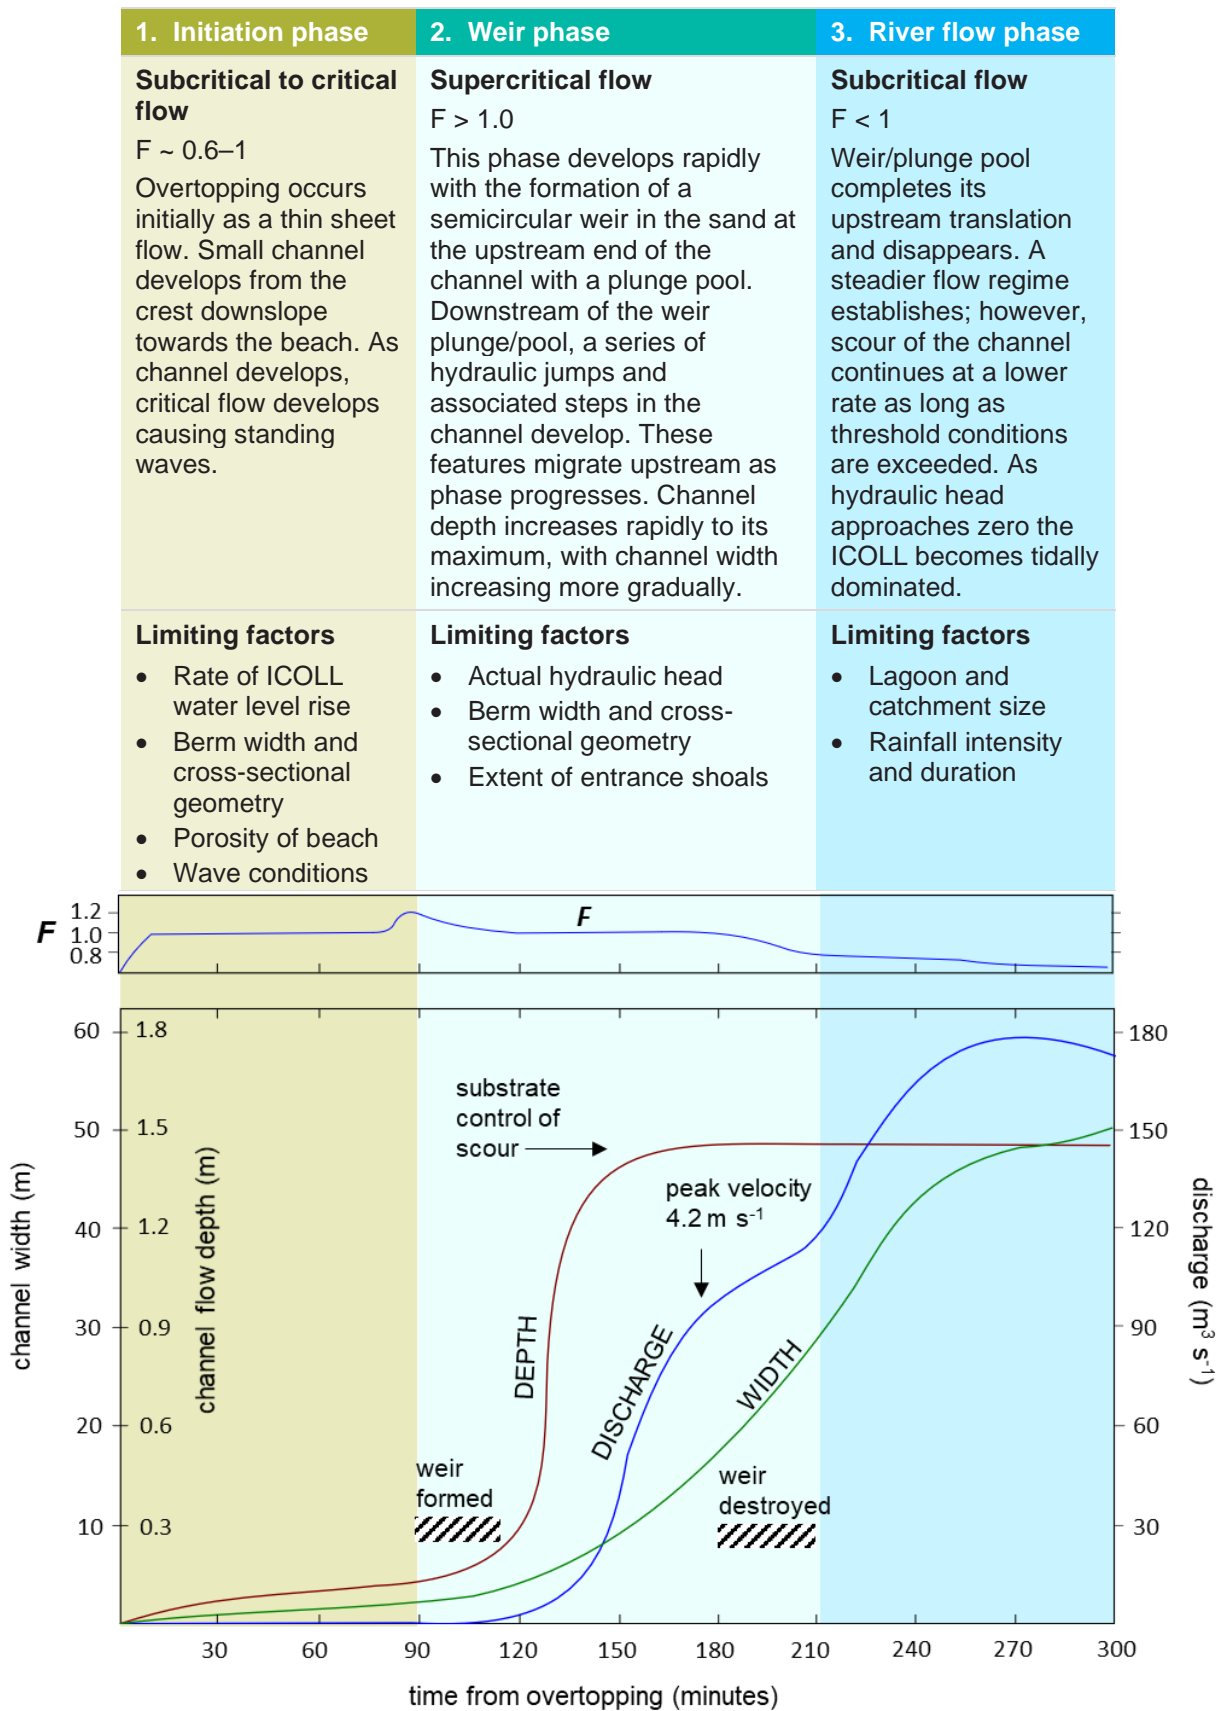 1. Initiation phase
2. Weir phase
3. River flow phase
Subcritical to critical
flow
F ~ 0.6–1
Overtopping occurs
initially as a thin sheet
flow. Small channel
develops from the
crest downslope
towards the beach. As
channel develops,
critical flow develops
causing standing
waves.
Supercritical flow
F > 1.0
This phase develops rapidly
with the formation of a
semicircular weir in the sand at
the upstream end of the
channel with a plunge pool.
Downstream of the weir
plunge/pool, a series of
hydraulic jumps and
associated steps in the
channel develop. These
features migrate upstream as
phase progresses. Channel
depth increases rapidly to its
maximum, with channel width
increasing more gradually.
Subcritical flow
F < 1
Weir/plunge pool
completes its
upstream translation
and disappears. A
steadier flow regime
establishes; however,
scour of the channel
continues at a lower
rate as long as
threshold conditions
are exceeded. As
hydraulic head
approaches zero the
ICOLL becomes tidally
dominated.
Limiting factors
• Rate of ICOLL
water level rise
• Berm width and
cross-sectional
geometry
• Porosity of beach
• Wave conditions
Limiting factors
• Actual hydraulic head
• Berm width and cross-
sectional geometry
• Extent of entrance shoals
Limiting factors
• Lagoon and
catchment size
• Rainfall intensity
and duration
F
1.2
1.0
0.8
F
channel width (m)
60
50
40
30
20
10
channel flow depth (m)
1.8
1.5
1.2
0.9
0.6
0.3
substrate
control of
scour
peak velocity
4.2 m s⁻¹
DEPTH
DISCHARGE
WIDTH
weir
formed
weir
destroyed
180
150
120
90
60
30
discharge (m³ s⁻¹)
30 60 90 120 150 180 210 240 270 300
time from overtopping (minutes)